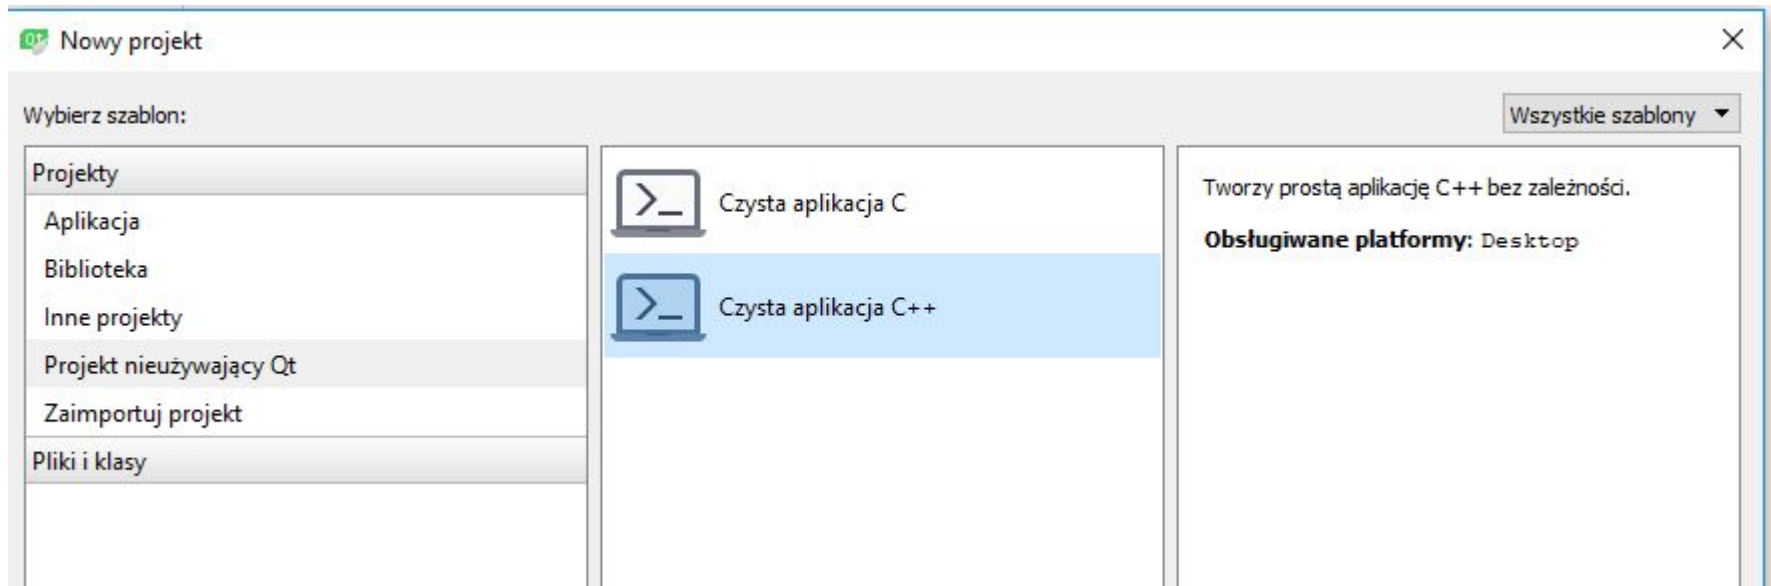 Nowy projekt
Wybierz szablon:
Wszystkie szablony
Projekty
Aplikacja
Biblioteka
Inne projekty
Projekt nieużywający Qt
Zaimportuj projekt
Pliki i klasy
Czysta aplikacja C
Czysta aplikacja C++
Tworzy prostą aplikację C++ bez zależności.
Obsługiwane platformy: Desktop